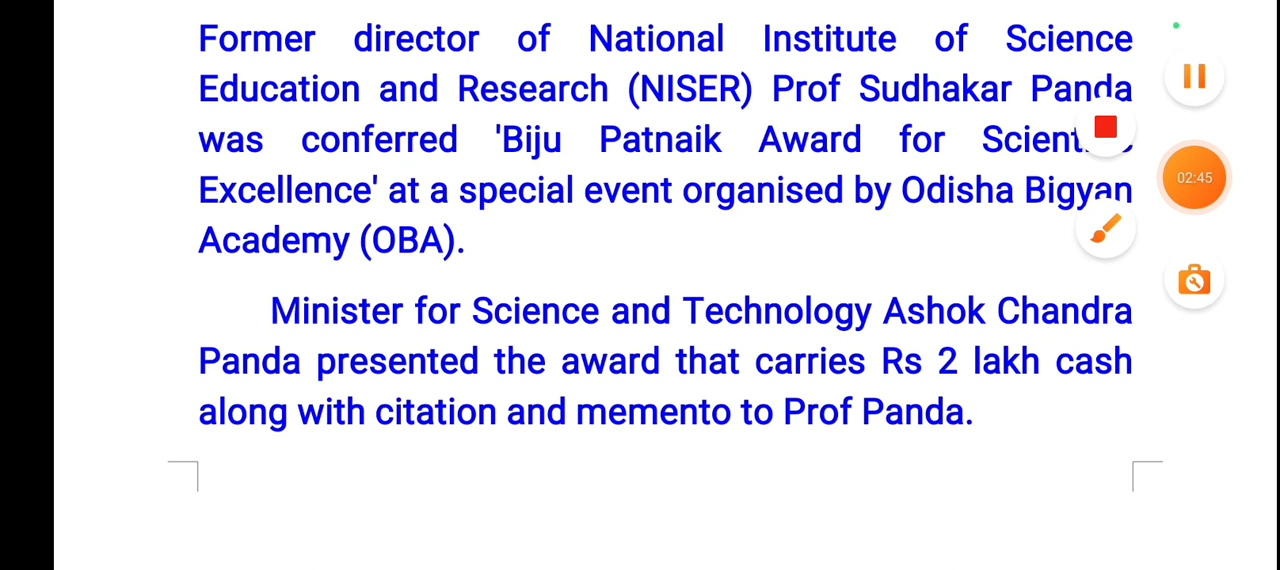 Former director of National Institute of Science
Education and Research (NISER) Prof Sudhakar Panda
was conferred 'Biju Patnaik Award for
Excellence' at a special event organised by Odisha Bigyan
Academy (OBA).
Minister for Science and Technology Ashok Chandra
Panda presented the award that carries Rs 2 lakh cash
along with citation and memento to Prof Panda.
02:45